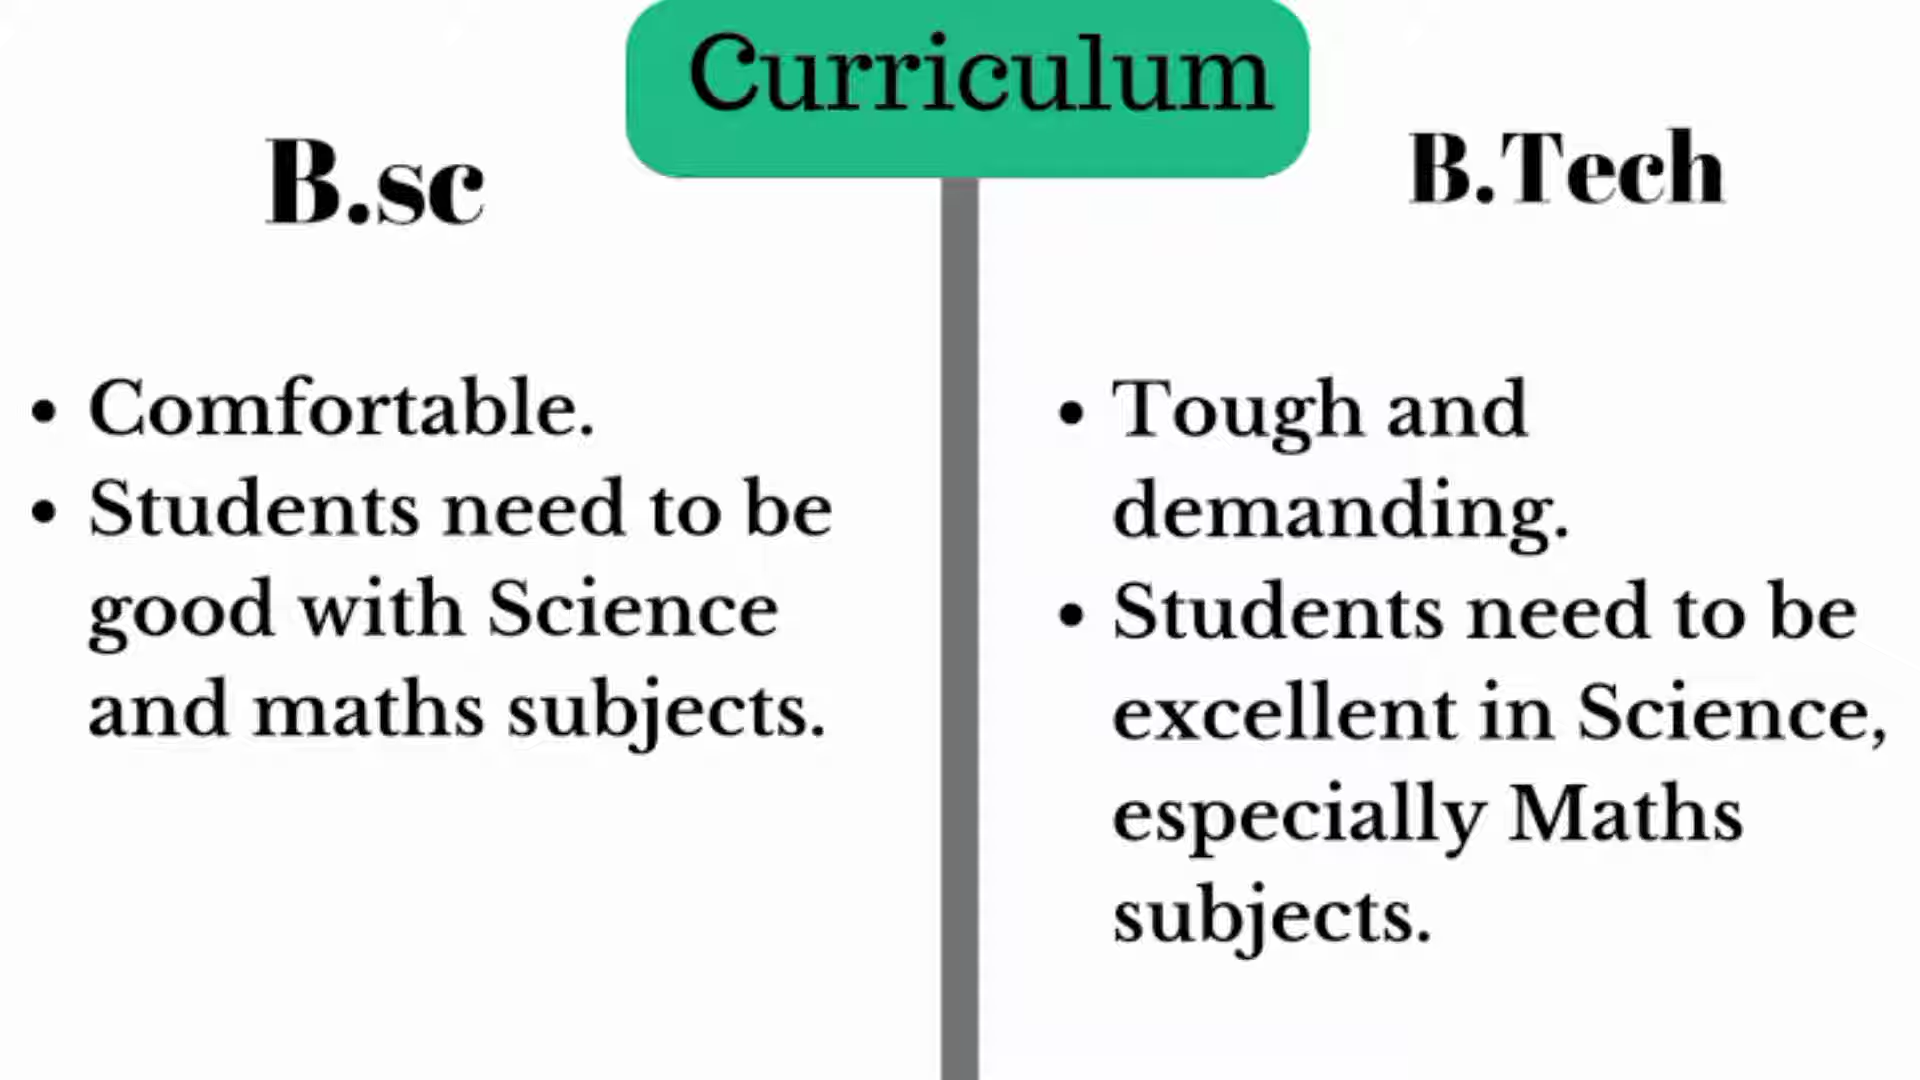 Curriculum
B.sc
• Comfortable.
• Students need to be
good with Science
and maths subjects.
B.Tech
• Tough and
demanding.
• Students need to be
excellent in Science,
especially Maths
subjects.